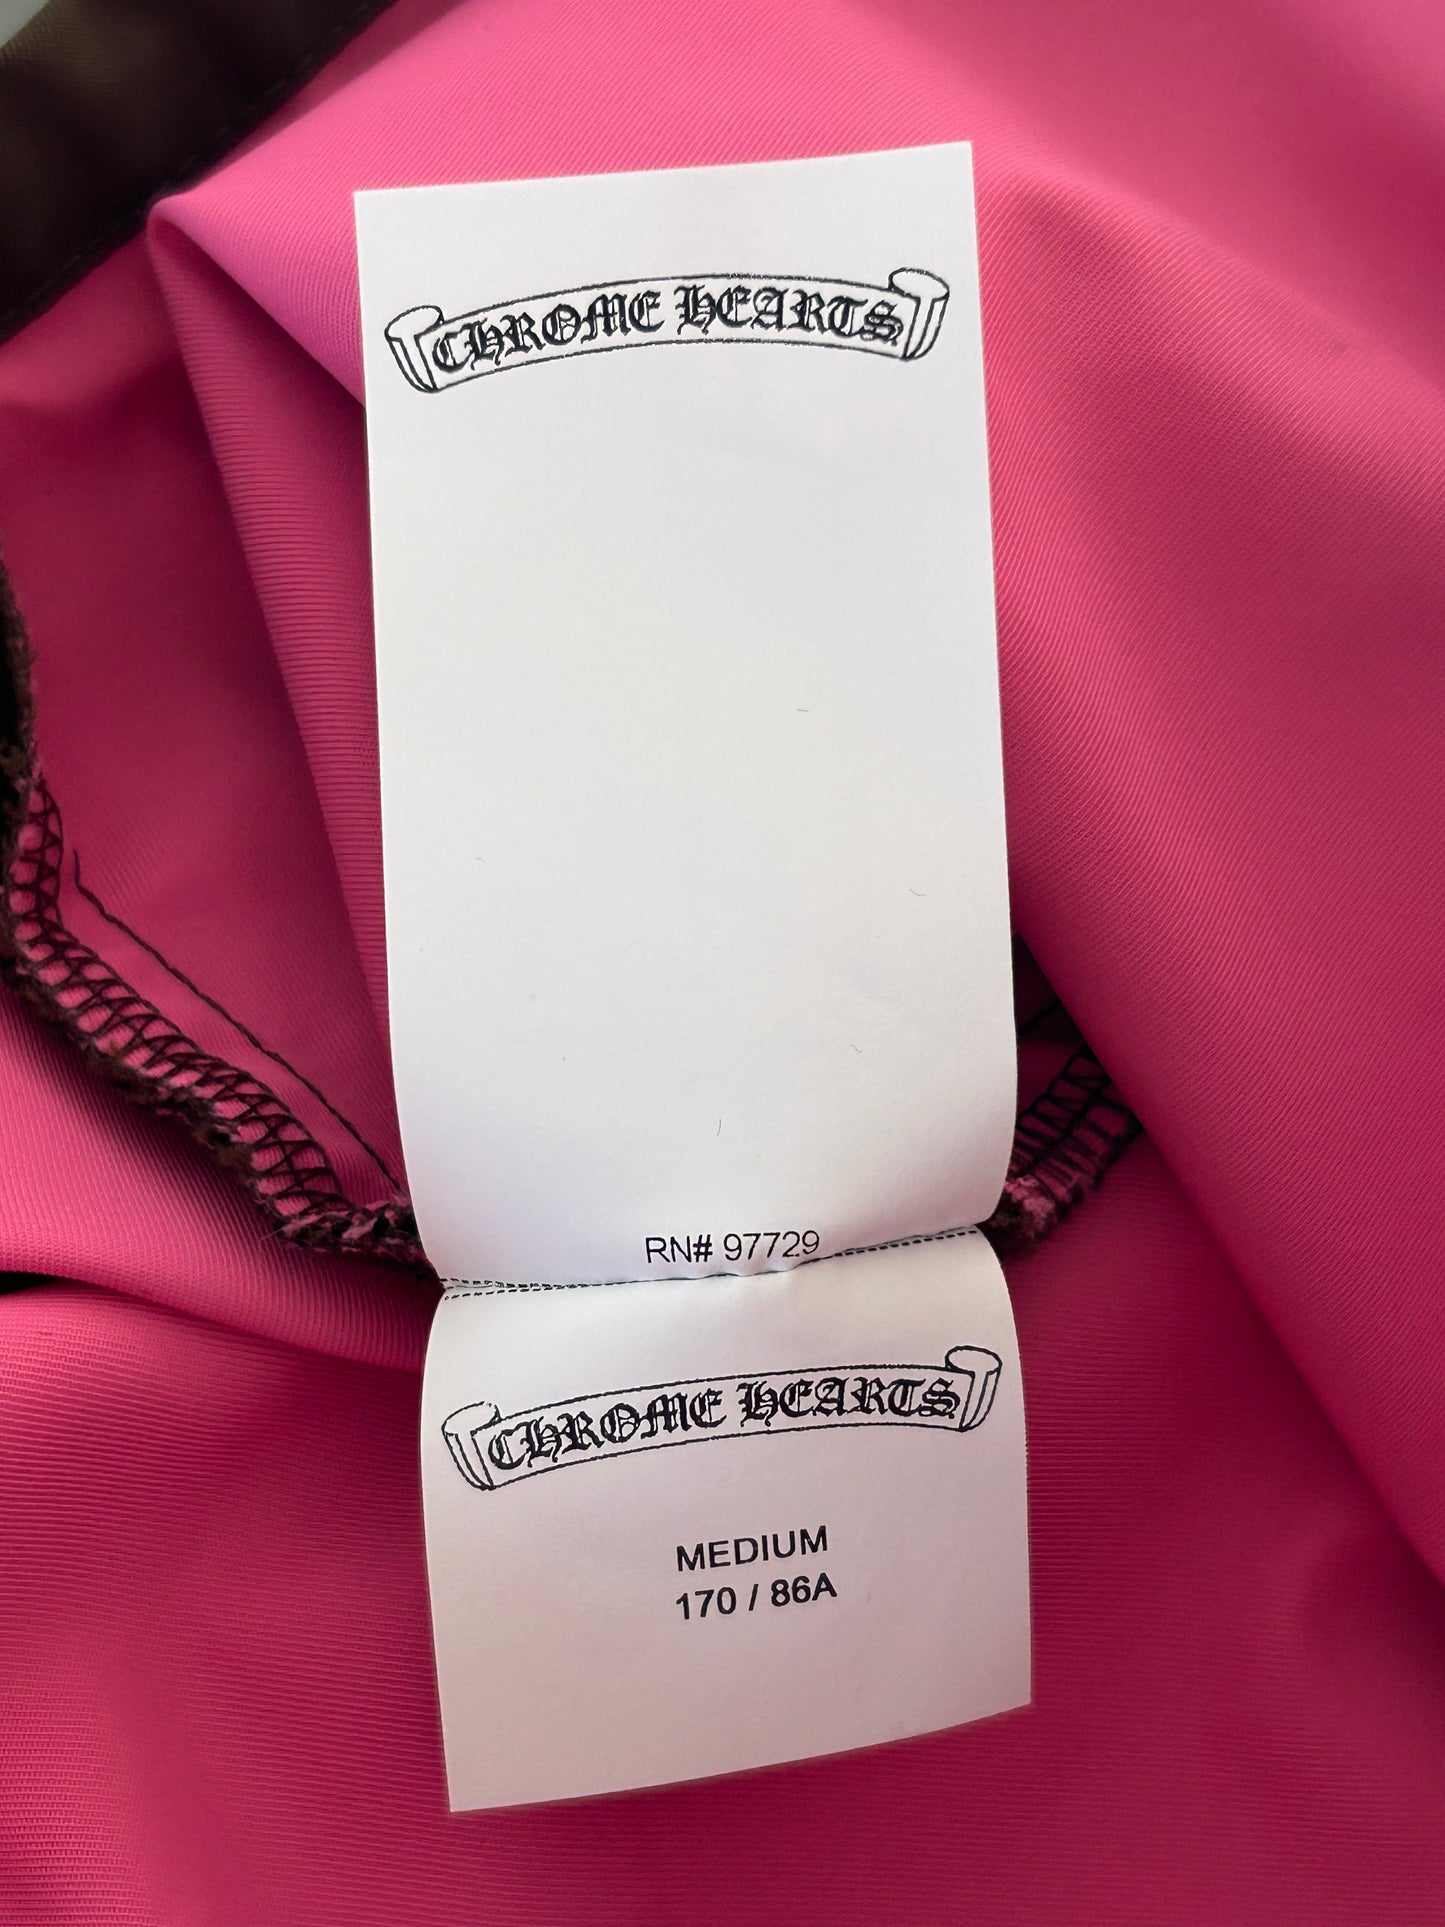 CHROME HEARTS
RN# 97729
CHROME HEARTS
MEDIUM
170 / 86A